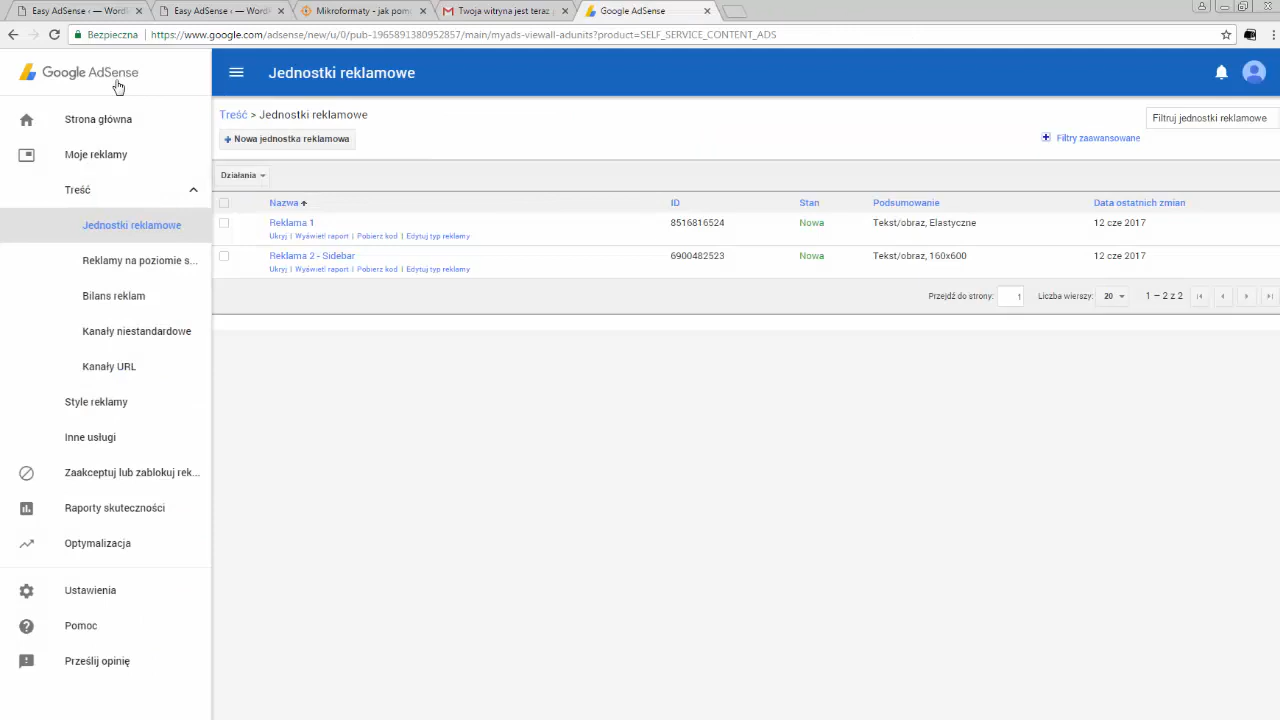 Easy AdSense ‹ — WordP
Easy AdSense ‹ — WordP
Mikroformaty - jak pom
Twoja witryna jest teraz
Google AdSense
Bezpieczna
https://www.google.com/adsense/new/u/0/pub-1965891380952857/main/myads-viewall-adunits?product=SELF_SERVICE_CONTENT_ADS
Google AdSense
Jednostki reklamowe
Strona główna
Moje reklamy
Treść
Jednostki reklamowe
Reklamy na poziomie s...
Bilans reklam
Kanały niestandardowe
Kanały URL
Style reklamy
Inne usługi
Zaakceptuj lub zablokuj rek...
Raporty skuteczności
Optymalizacja
Ustawienia
Pomoc
Prześlij opinię
Treść > Jednostki reklamowe
Filtruj jednostki reklamowe
+ Nowa jednostka reklamowa
Filtry zaawansowane
Działania
Nazwa ID Stan Podsumowanie Data ostatnich zmian
Reklama 1 8516816524 Nowa Tekst/obraz, Elastyczne 12 cze 2017
Ukryj | Wyświetl raport | Pobierz kod | Edytuj typ reklamy
Reklama 2 - Sidebar 6900482523 Nowa Tekst/obraz, 160x600 12 cze 2017
Ukryj | Wyświetl raport | Pobierz kod | Edytuj typ reklamy
Przejdź do strony: 1 Liczba wierszy: 20 1 – 2 z 2